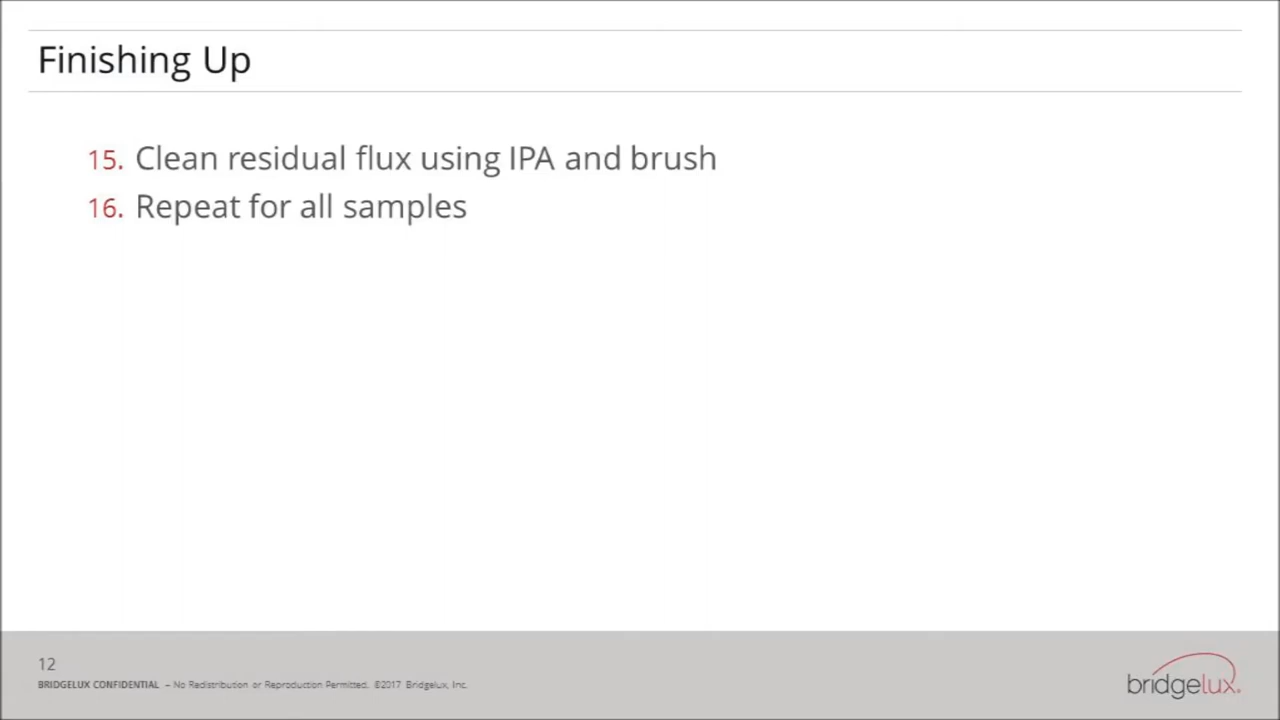 Finishing Up
15. Clean residual flux using IPA and brush
16. Repeat for all samples
12
BRIDGELUX CONFIDENTIAL – No Redistribution or Reproduction Permitted. ©2017 Bridgelux, Inc.
bridgelux.